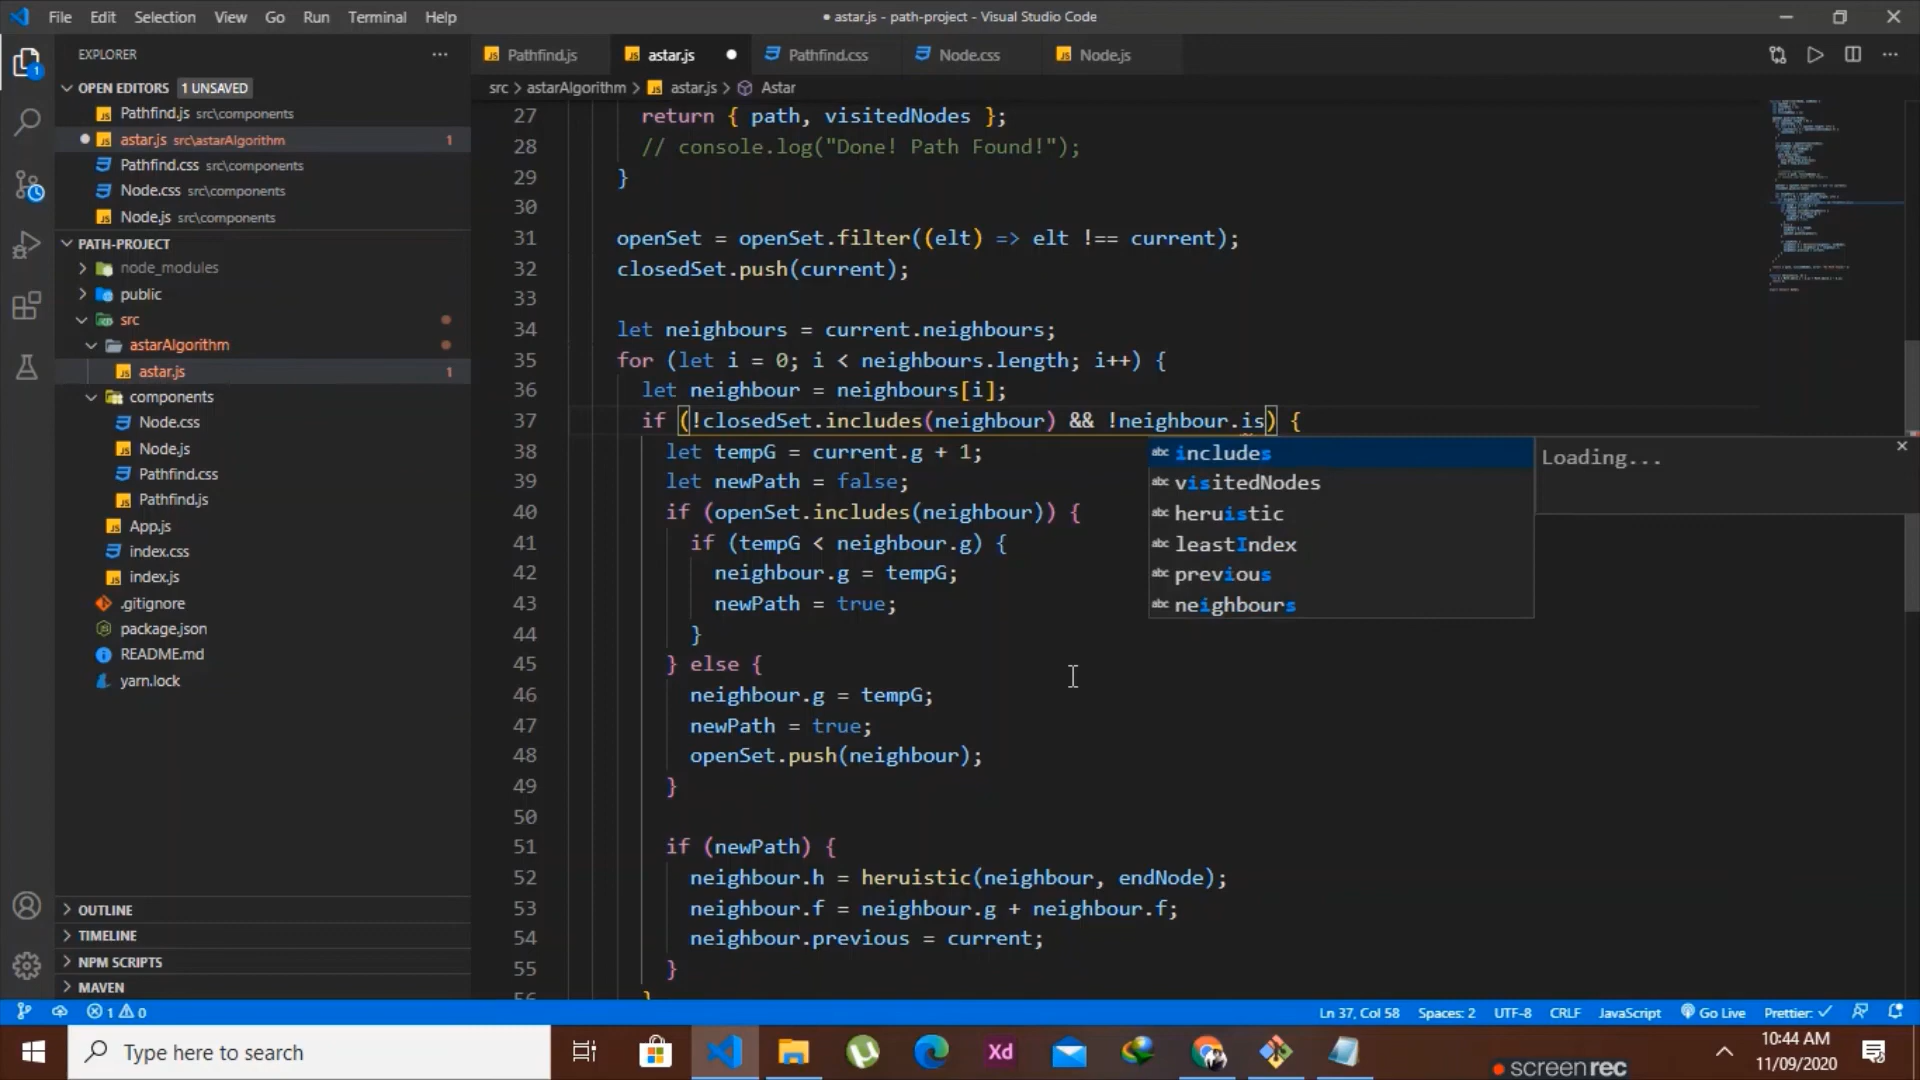 File Edit Selection View Go Run Terminal Help
● astar.js - path-project - Visual Studio Code
EXPLORER
OPEN EDITORS 1 UNSAVED
Pathfind.js src\components
astar.js src\astarAlgorithm 1
Pathfind.css src\components
Node.css src\components
Node.js src\components
PATH-PROJECT
node_modules
public
src
astarAlgorithm
astar.js 1
components
Node.css
Node.js
Pathfind.css
Pathfind.js
App.js
index.css
index.js
.gitignore
package.json
README.md
yarn.lock
OUTLINE
TIMELINE
NPM SCRIPTS
MAVEN
Pathfind.js astar.js Pathfind.css Node.css Node.js
src > astarAlgorithm > astar.js > Astar
27 return { path, visitedNodes };
28 // console.log("Done! Path Found!");
29 }
30
31 openSet = openSet.filter((elt) => elt !== current);
32 closedSet.push(current);
33
34 let neighbours = current.neighbours;
35 for (let i = 0; i < neighbours.length; i++) {
36 let neighbour = neighbours[i];
37 if (!closedSet.includes(neighbour) && !neighbour.is) {
38 let tempG = current.g + 1;
39 let newPath = false;
40 if (openSet.includes(neighbour)) {
41 if (tempG < neighbour.g) {
42 neighbour.g = tempG;
43 newPath = true;
44 }
45 } else {
46 neighbour.g = tempG;
47 newPath = true;
48 openSet.push(neighbour);
49 }
50
51 if (newPath) {
52 neighbour.h = heruistic(neighbour, endNode);
53 neighbour.f = neighbour.g + neighbour.f;
54 neighbour.previous = current;
55 }
56 }
abc includes
abc visitedNodes
abc heruistic
abc leastIndex
abc previous
abc neighbours
Loading...
1 0 Ln 37, Col 58 Spaces: 2 UTF-8 CRLF JavaScript Go Live Prettier: ✓
Type here to search
Xd
10:44 AM
11/09/2020
screenrec